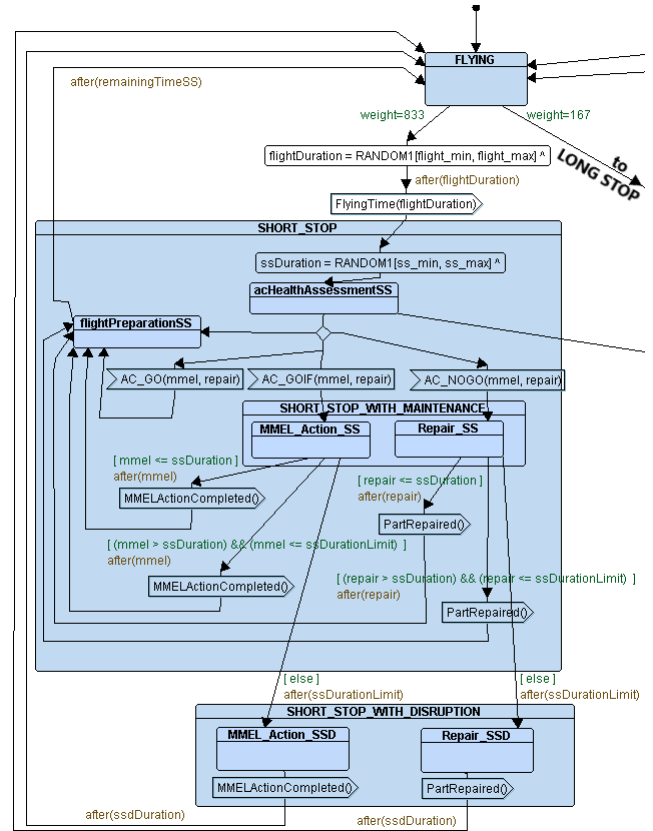 FLYING
after(remainingTimeSS)
weight=833
weight=167
to
LONG STOP
flightDuration = RANDOM1[flight_min, flight_max] ^
after(flightDuration)
FlyingTime(flightDuration)
SHORT_STOP
ssDuration = RANDOM1[ss_min, ss_max] ^
acHealthAssessmentSS
flightPreparationSS
AC_GO(mmel, repair)
AC_GOIF(mmel, repair)
AC_NOGO(mmel, repair)
SHORT_STOP_WITH_MAINTENANCE
MMEL_Action_SS
Repair_SS
[ mmel <= ssDuration ]
after(mmel)
MMELActionCompleted()
[ repair <= ssDuration ]
after(repair)
PartRepaired()
[ (mmel > ssDuration) && (mmel <= ssDurationLimit) ]
after(mmel)
MMELActionCompleted()
[ (repair > ssDuration) && (repair <= ssDurationLimit) ]
after(repair)
PartRepaired()
[ else ]
after(ssDurationLimit)
[ else ]
after(ssDurationLimit)
SHORT_STOP_WITH_DISRUPTION
MMEL_Action_SSD
Repair_SSD
MMELActionCompleted()
PartRepaired()
after(ssdDuration)
after(ssdDuration)